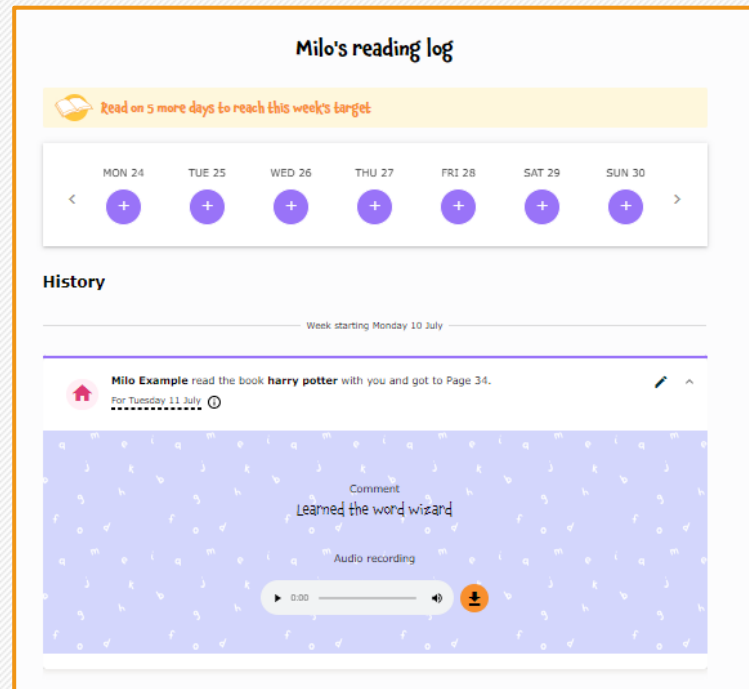 Milo's reading log
Read on 5 more days to reach this week's target
MON 24 TUE 25 WED 26 THU 27 FRI 28 SAT 29 SUN 30
History
Week starting Monday 10 July
Milo Example read the book harry potter with you and got to Page 34.
For Tuesday 11 July
Comment
Learned the word wizard
Audio recording
0:00